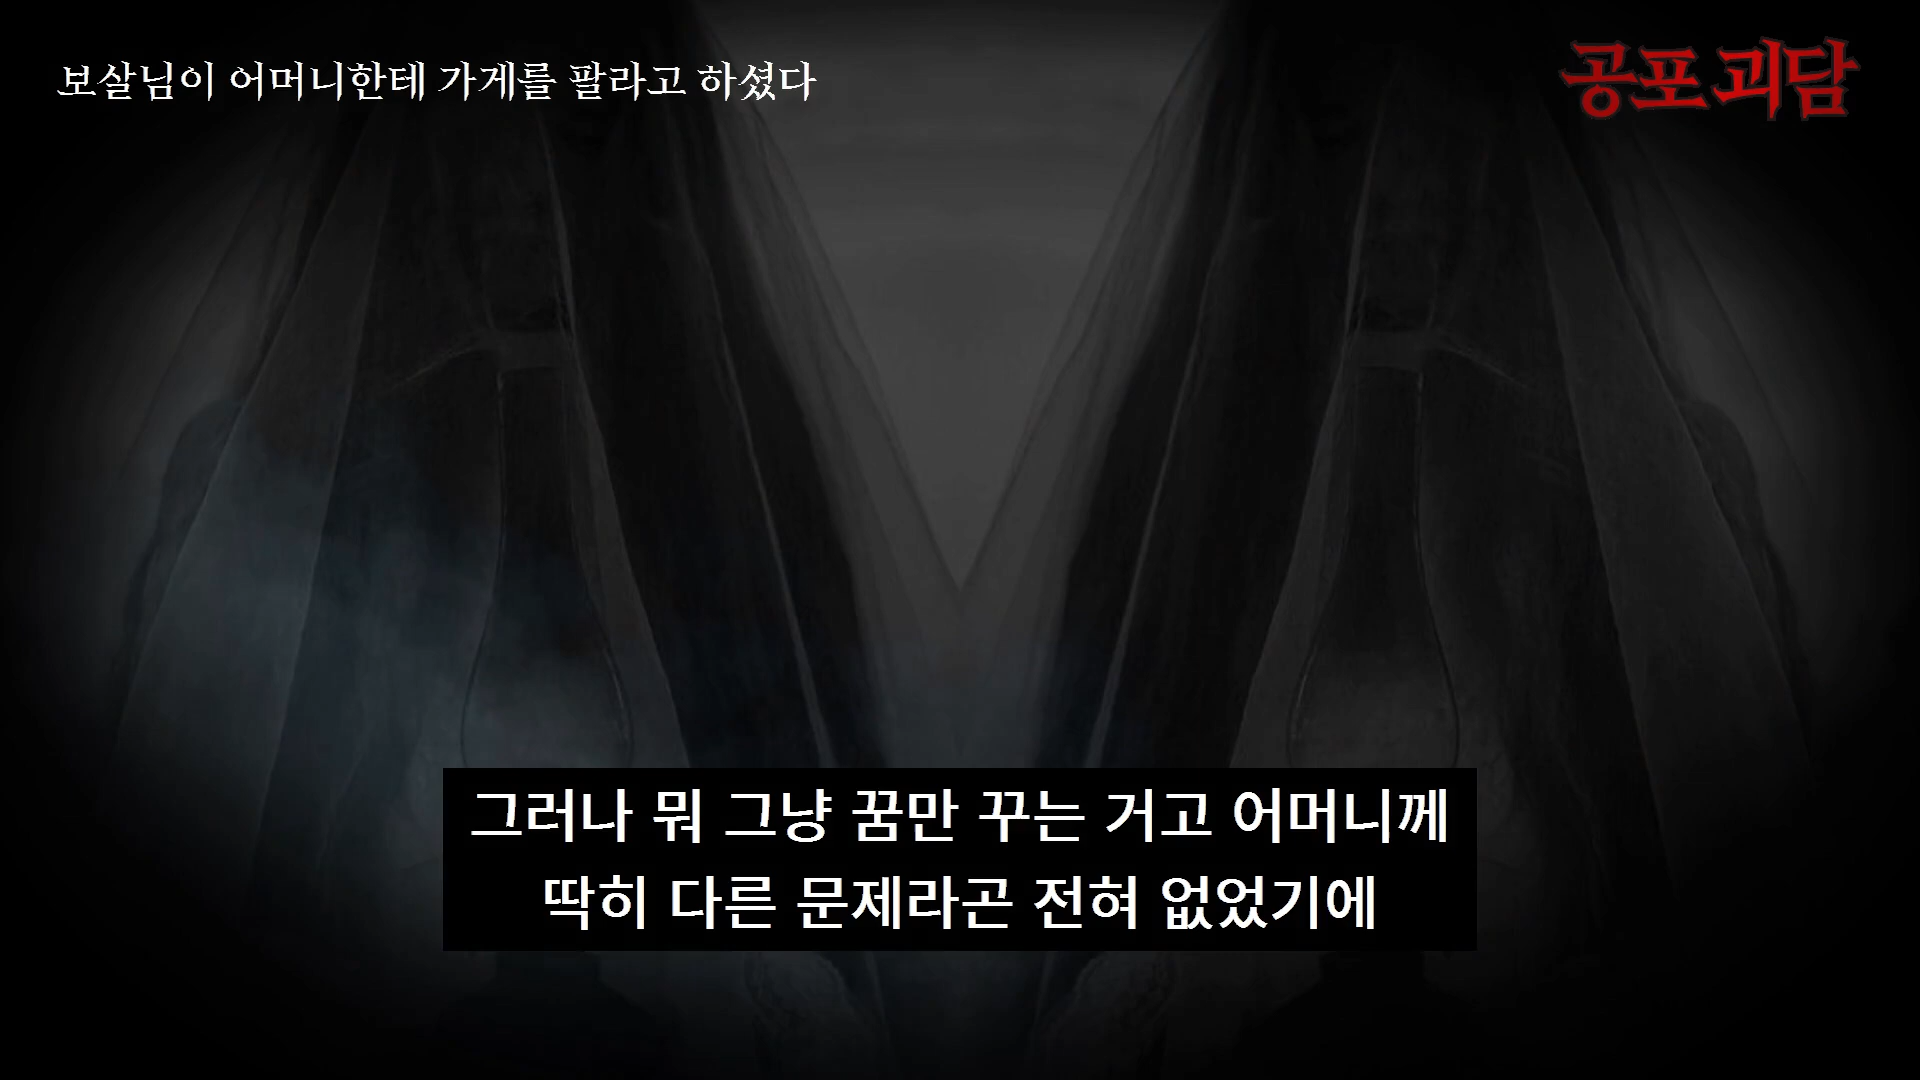 보살님이 어머니한테 가게를 팔라고 하셨다
공포 괴담
그러나 뭐 그냥 꿈만 꾸는 거고 어머니께
딱히 다른 문제라곤 전혀 없었기에